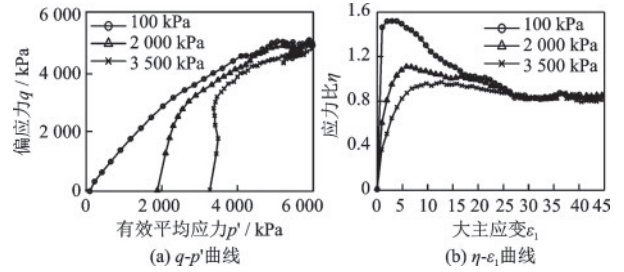 100 kPa
2 000 kPa
3 500 kPa
6 000
4 000
2 000
0
偏应力q / kPa
0 2 000 4 000 6 000
有效平均应力p' / kPa
(a) q-p'曲线
100 kPa
2 000 kPa
3 500 kPa
1.6
1.2
0.8
0.4
0
应力比η
0 5 10 15 20 25 30 35 40 45
大主应变ε₁
(b) η-ε₁曲线